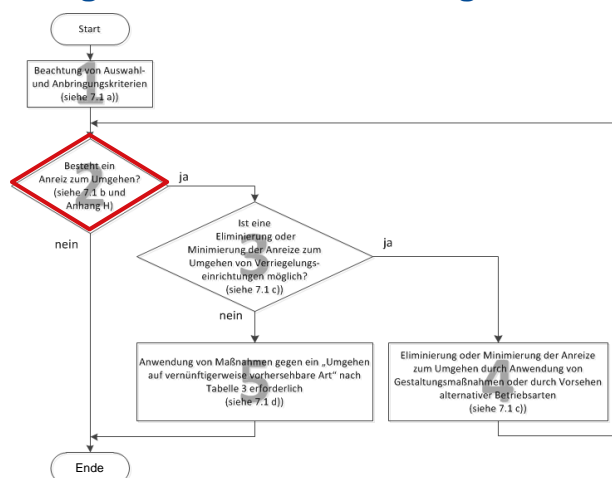 Start
1
Beachtung von Auswahl-
und Anbringungskriterien
(siehe 7.1 a))
2
Besteht ein
Anreiz zum Umgehen?
(siehe 7.1 b und
Anhang H)
ja
nein
3
Ist eine
Eliminierung oder
Minimierung der Anreize zum
Umgehen von Verriegelungs-
einrichtungen möglich?
(siehe 7.1 c))
ja
nein
5
Anwendung von Maßnahmen gegen ein „Umgehen
auf vernünftigerweise vorhersehbare Art“ nach
Tabelle 3 erforderlich
(siehe 7.1 d))
4
Eliminierung oder Minimierung der Anreize
zum Umgehen durch Anwendung von
Gestaltungsmaßnahmen oder durch Vorsehen
alternativer Betriebsarten
(siehe 7.1 c))
Ende